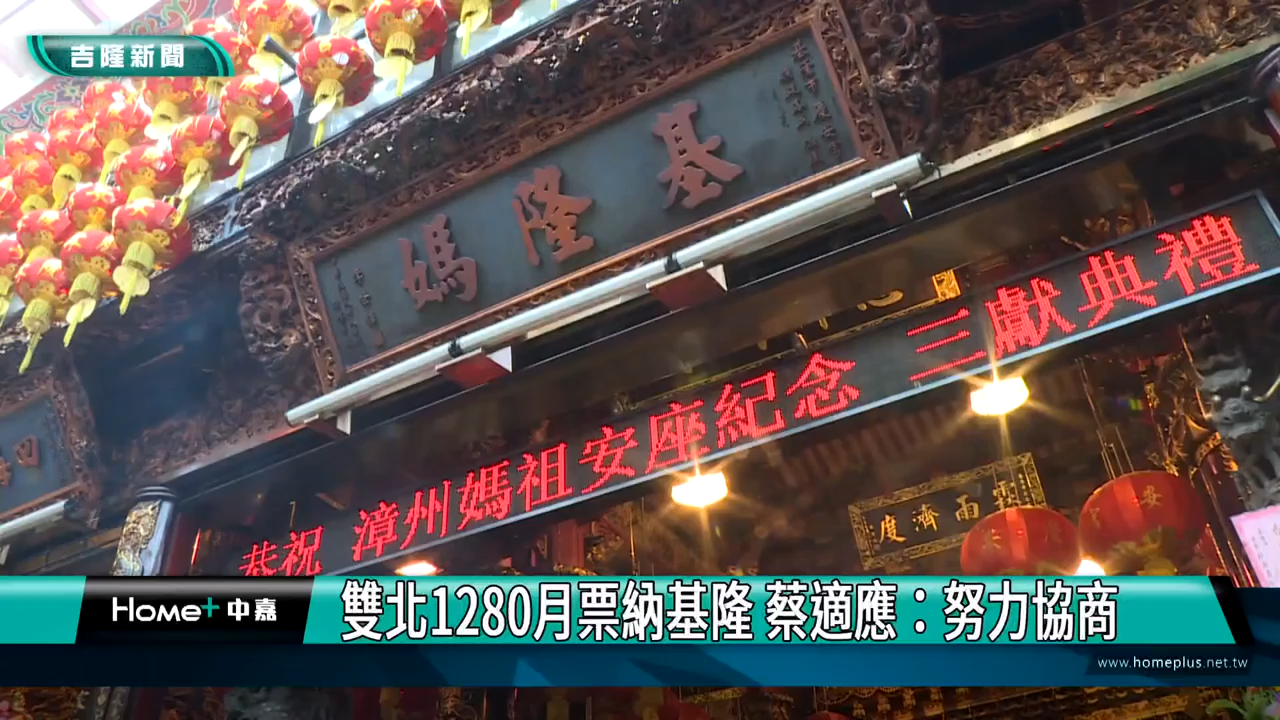 吉隆新聞
基隆媽
恭祝 漳州媽祖安座紀念 三獻典禮
雨濟度
Home+中嘉
雙北1280月票納基隆 蔡適應：努力協商
www.homeplus.net.tw